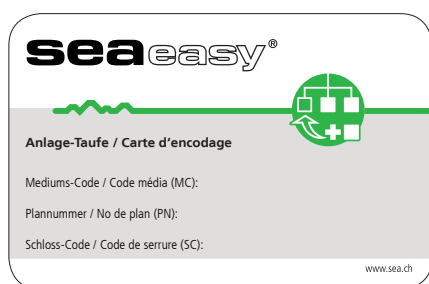 seaeasy®
Anlage-Taufe / Carte d'encodage
Mediums-Code / Code média (MC):
Plannummer / No de plan (PN):
Schloss-Code / Code de serrure (SC):
www.sea.ch